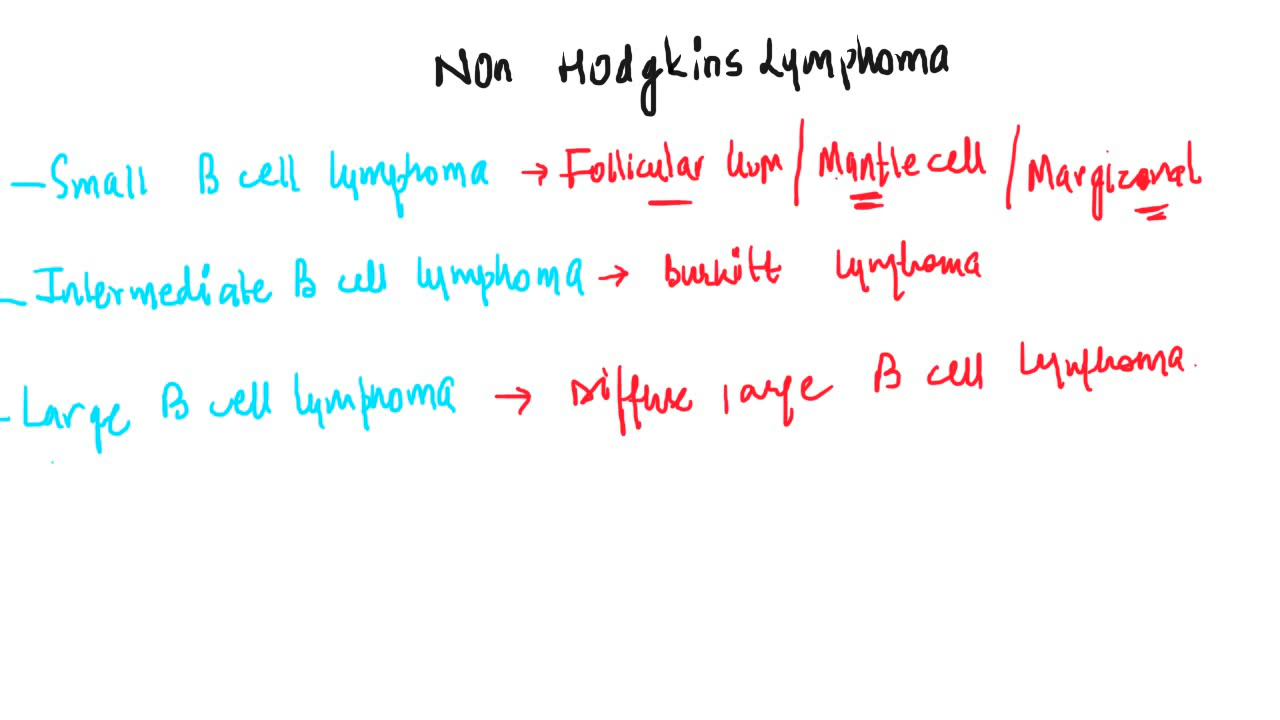 Non Hodgkins Lymphoma
– Small B cell lymphoma → Follicular / Mantle cell / Margizonal
– Intermediate B cell lymphoma → burkitt lymphoma
– Large B cell lymphoma → Diffuse large B cell lymphoma.